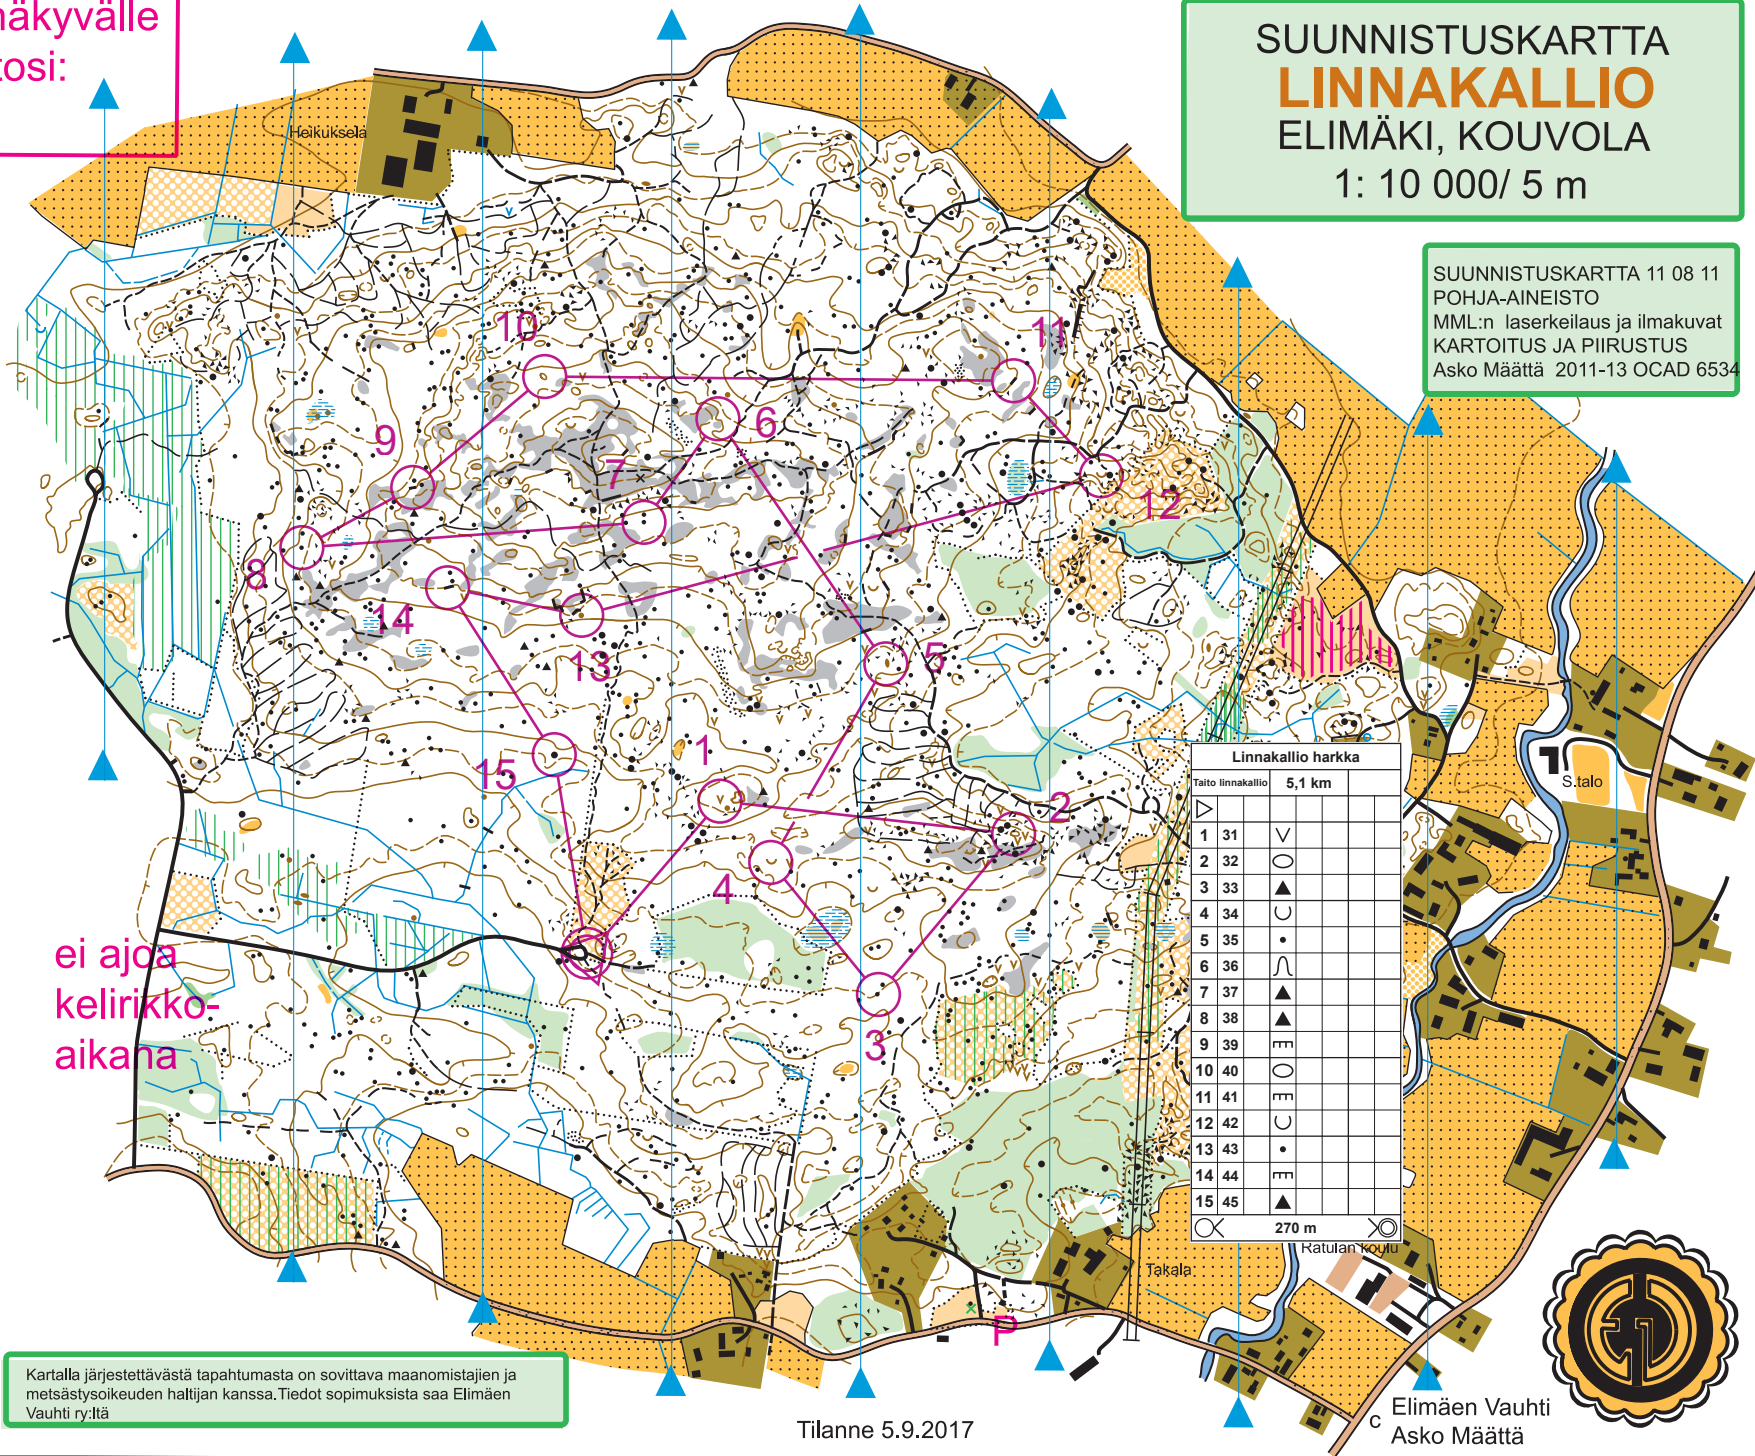 näkyvälle
tosi:
SUUNNISTUSKARTTA
LINNAKALLIO
ELIMÄKI, KOUVOLA
1: 10 000/ 5 m
SUUNNISTUSKARTTA 11 08 11
POHJA-AINEISTO
MML:n laserkeilaus ja ilmakuvat
KARTOITUS JA PIIRUSTUS
Asko Määttä 2011-13 OCAD 6534
Heikuksela
10
11
6
9
7
12
8
14
13
5
1
15
2
4
3
S.talo
ei ajoa
kelirikko-
aikana
Linnakallio harkka
Taito linnakallio 5,1 km
1 31
2 32
3 33
4 34
5 35
6 36
7 37
8 38
9 39
10 40
11 41
12 42
13 43
14 44
15 45
270 m
Ratulan koulu
Takala
P
Kartalla järjestettävästä tapahtumasta on sovittava maanomistajien ja
metsästysoikeuden haltijan kanssa.Tiedot sopimuksista saa Elimäen
Vauhti ry:ltä
Tilanne 5.9.2017
c Elimäen Vauhti
Asko Määttä